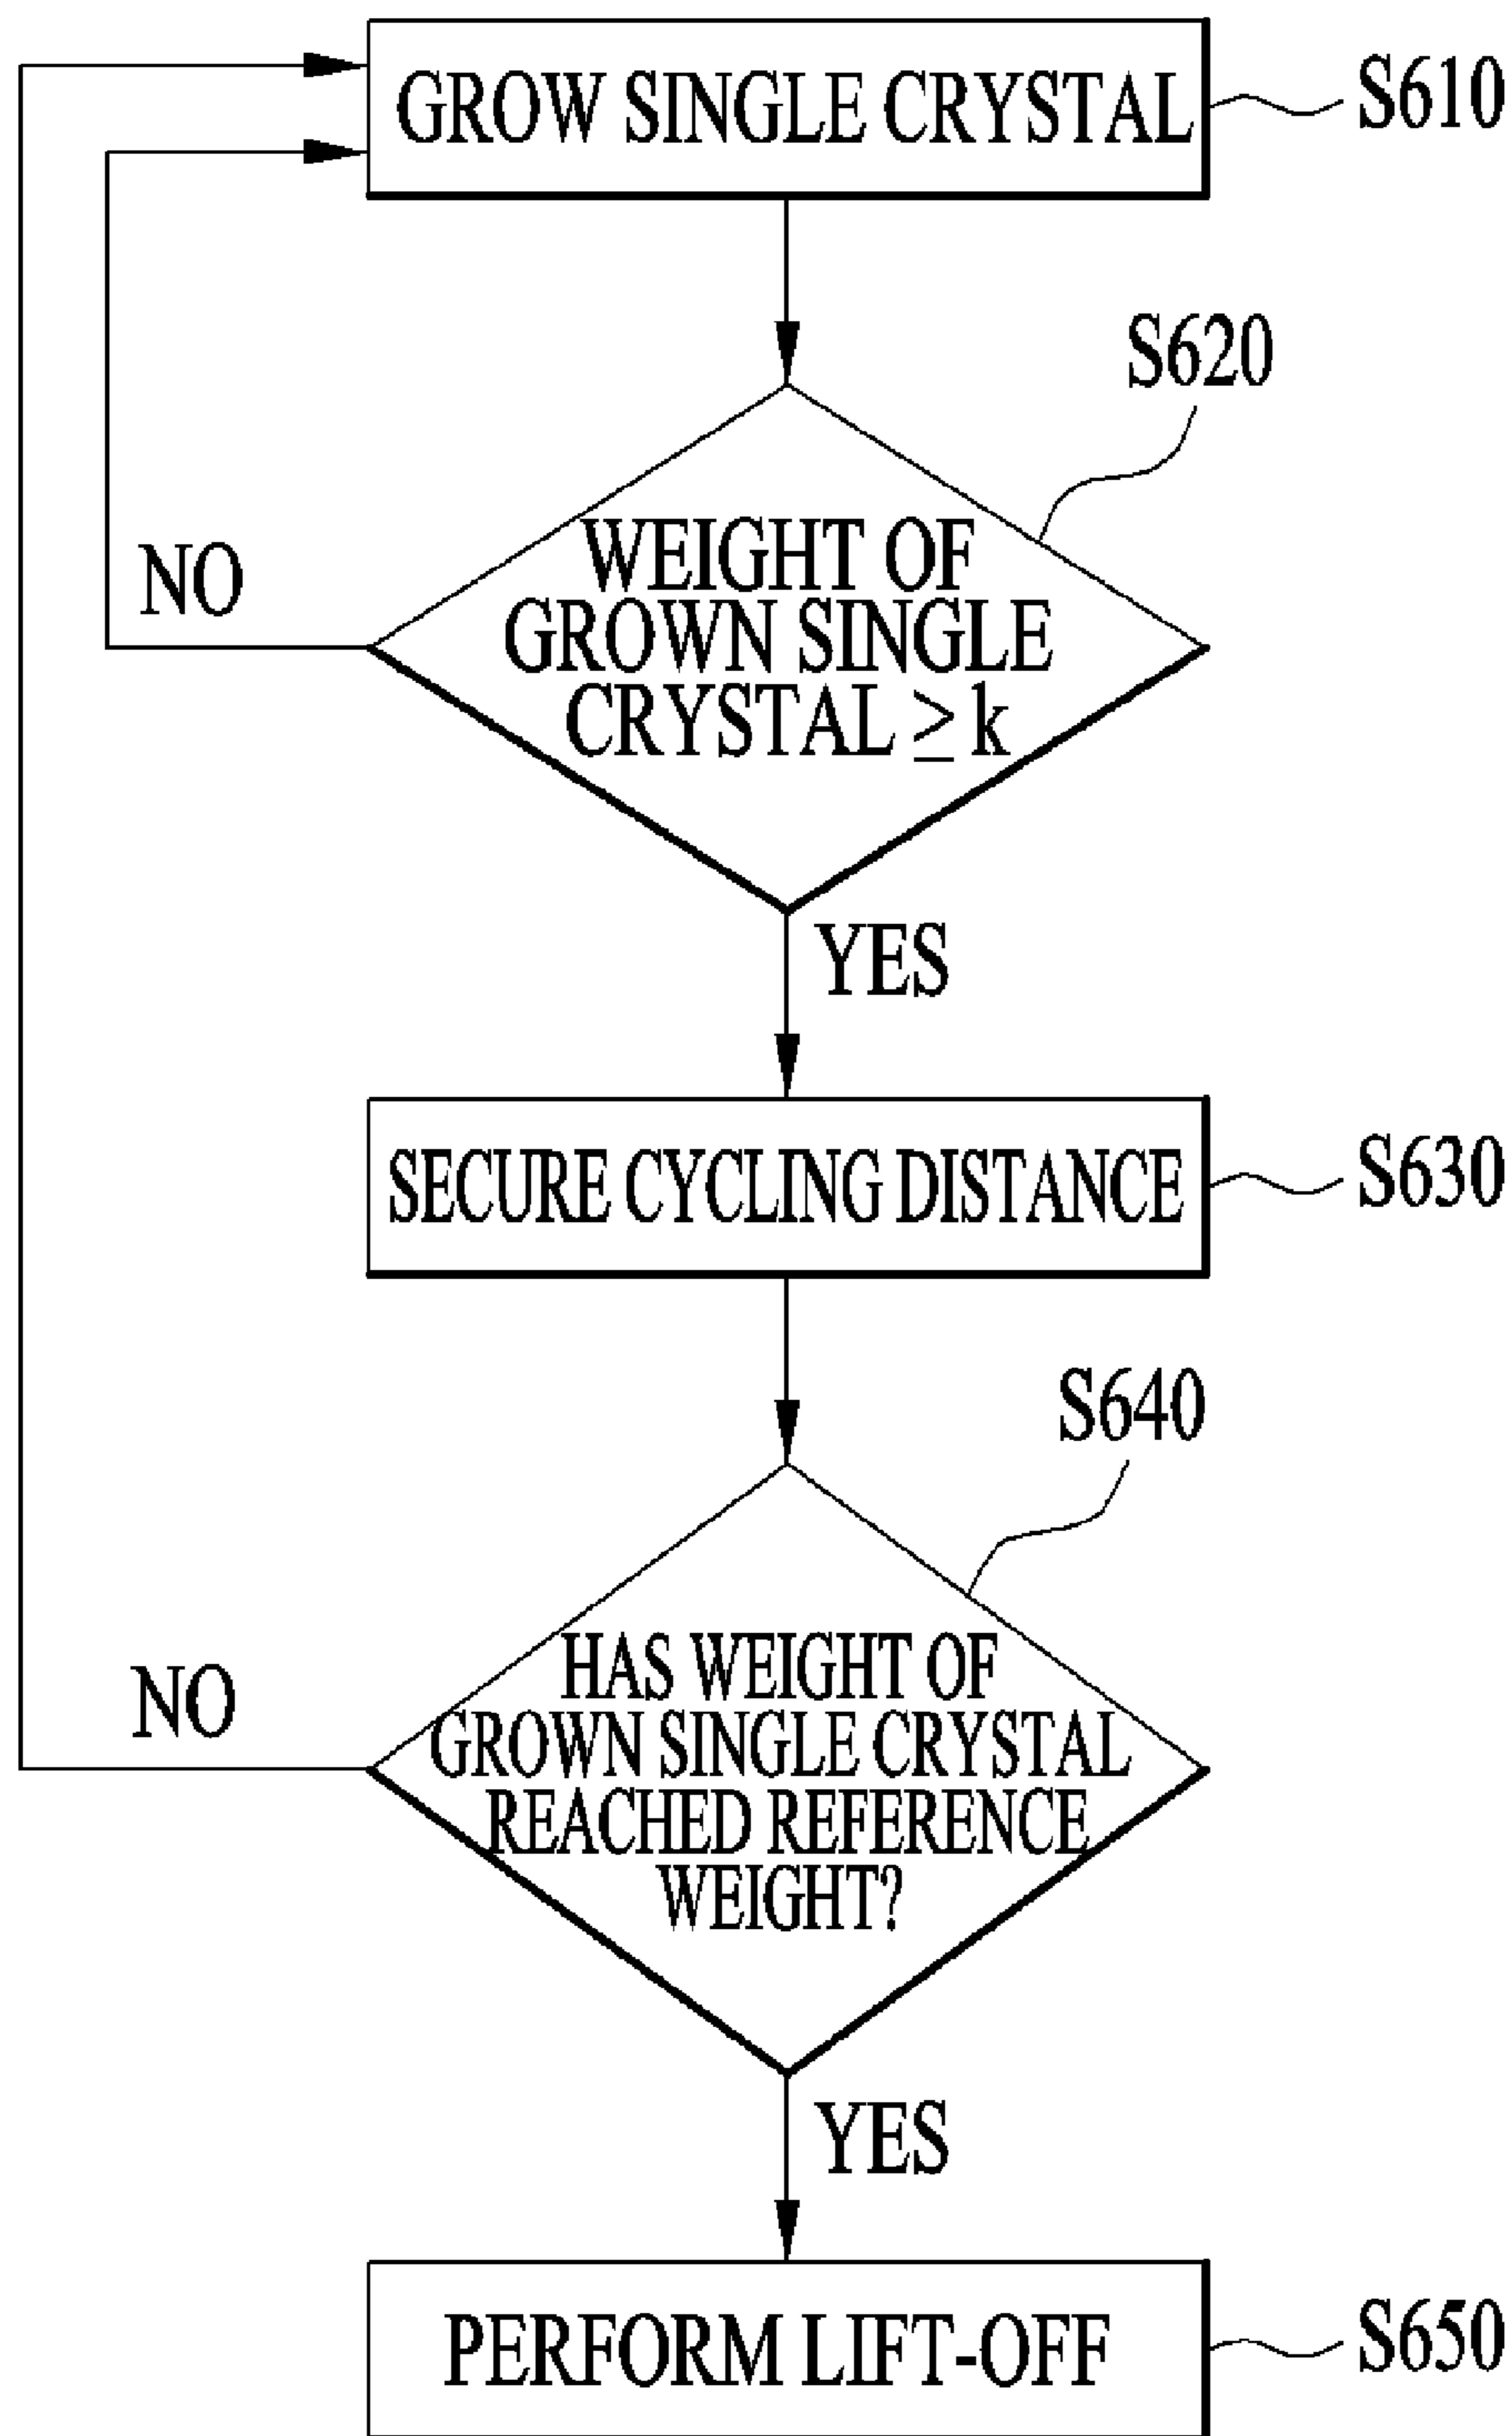 GROW SINGLE CRYSTAL
S610
S620
WEIGHT OF
GROWN SINGLE
CRYSTAL ≥ k
NO
YES
SECURE CYCLING DISTANCE
S630
S640
HAS WEIGHT OF
GROWN SINGLE CRYSTAL
REACHED REFERENCE
WEIGHT?
NO
YES
PERFORM LIFT-OFF
S650